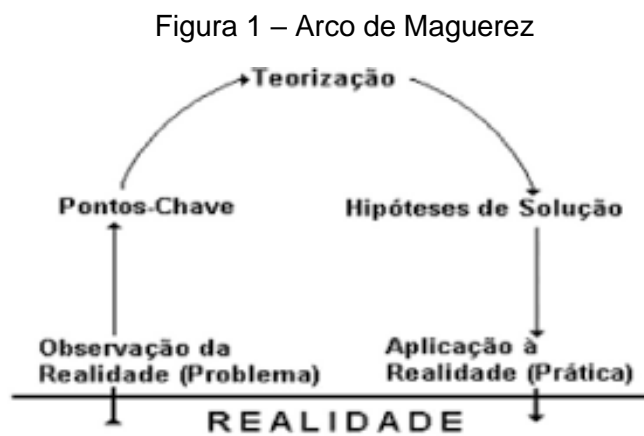 Figura 1 – Arco de Maguerez
Teorização
Pontos-Chave
Hipóteses de Solução
Observação da
Realidade (Problema)
Aplicação à
Realidade (Prática)
REALIDADE